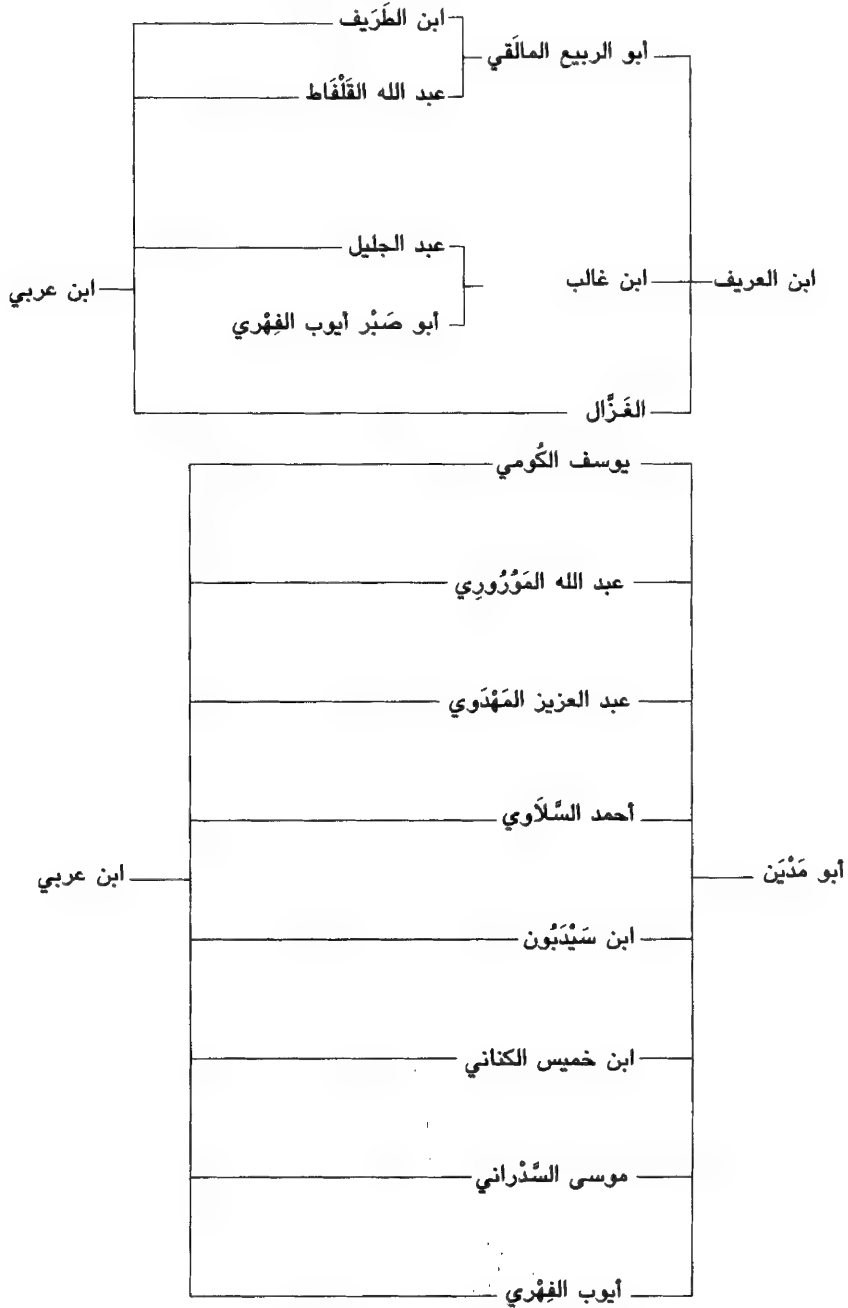 ابن الطَرَيف
أبو الربيع المالَقي
عبد الله القَلْفَاط
عبد الجليل
ابن العريف
ابن غالب
ابن عربي
أبو صَبْر أيوب الفِهْري
الغَزَّال
يوسف الكُومي
عبد الله المَوْرُورِي
عبد العزيز المَهْدَوي
أحمد السَّلاَوي
أبو مَدْيَن
ابن عربي
ابن سَيْدَبُون
ابن خميس الكناني
موسى السَّدْراني
أيوب الفِهْري